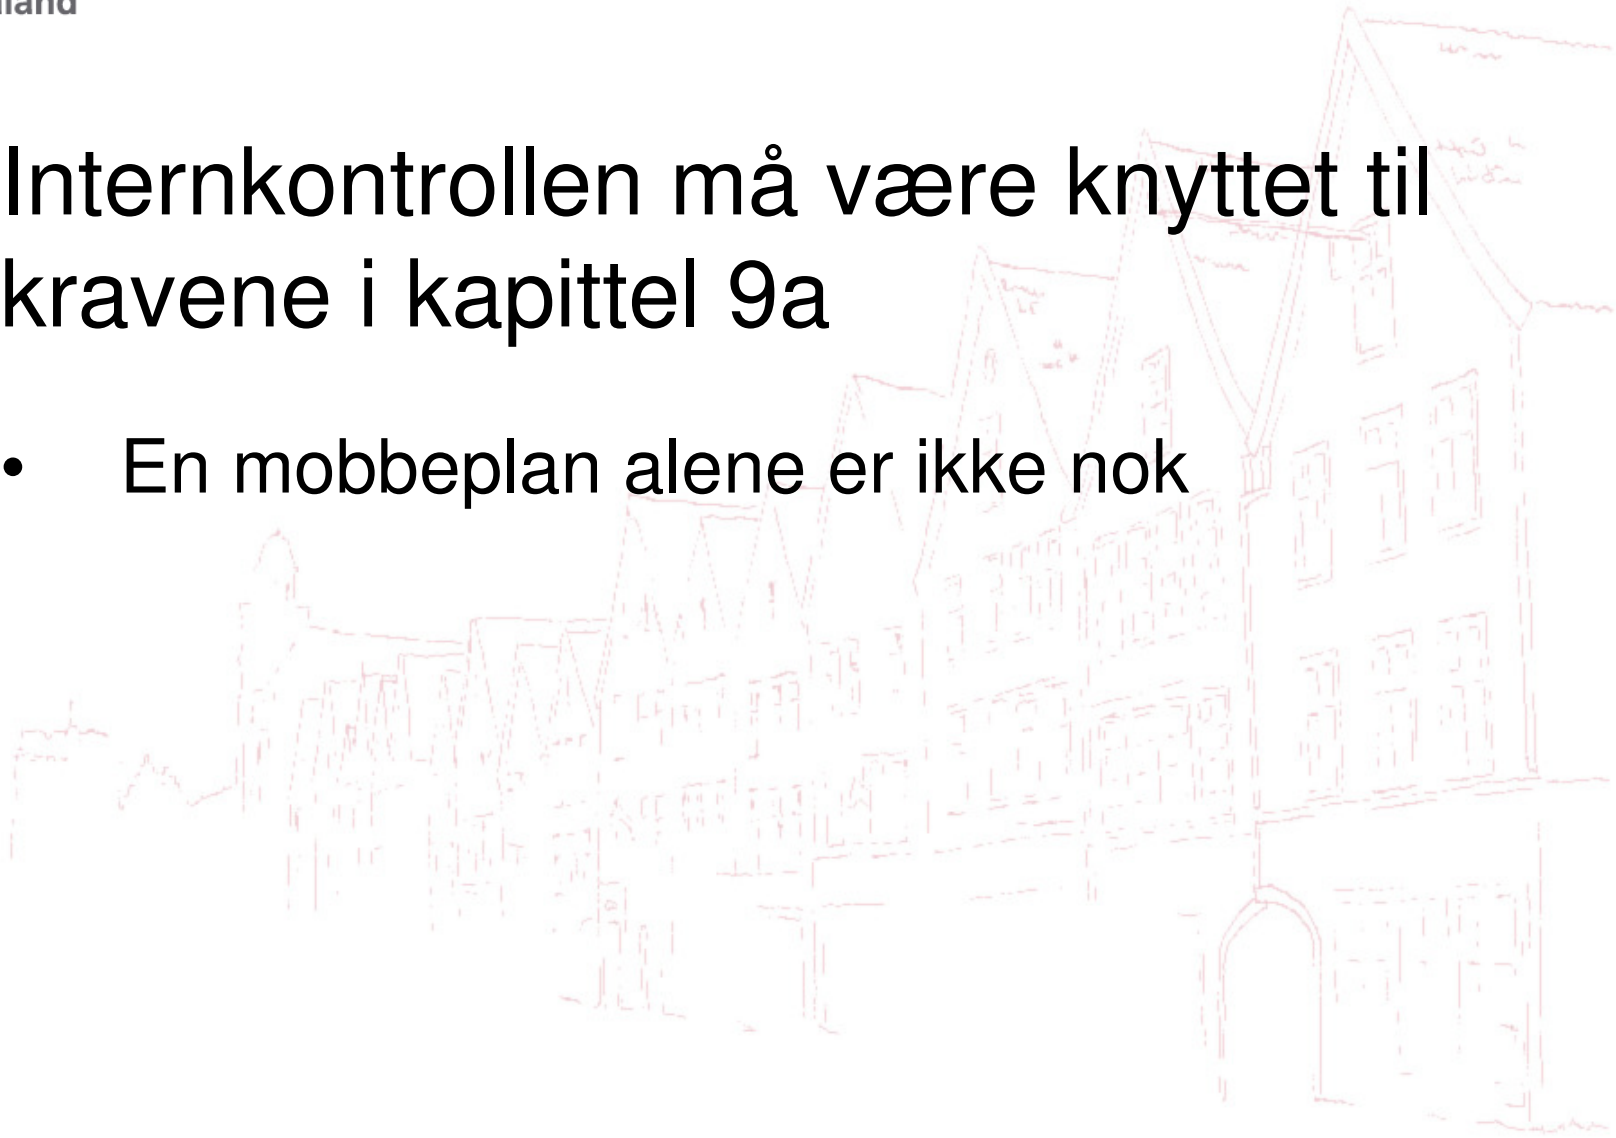 Internkontrollen må være knyttet til
kravene i kapittel 9a
• En mobbeplan alene er ikke nok